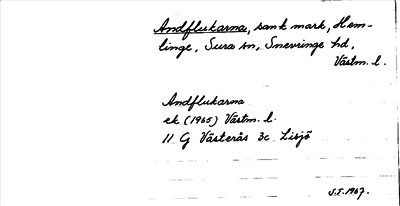 Andflukarna, sank mark, Hem-
linge, Sura sn, Snevringe hd,
Västm. l.
Andflukarna
ek (1965) Västm. l.
11 G Västerås 3c Lisjö
S.T. 1967.